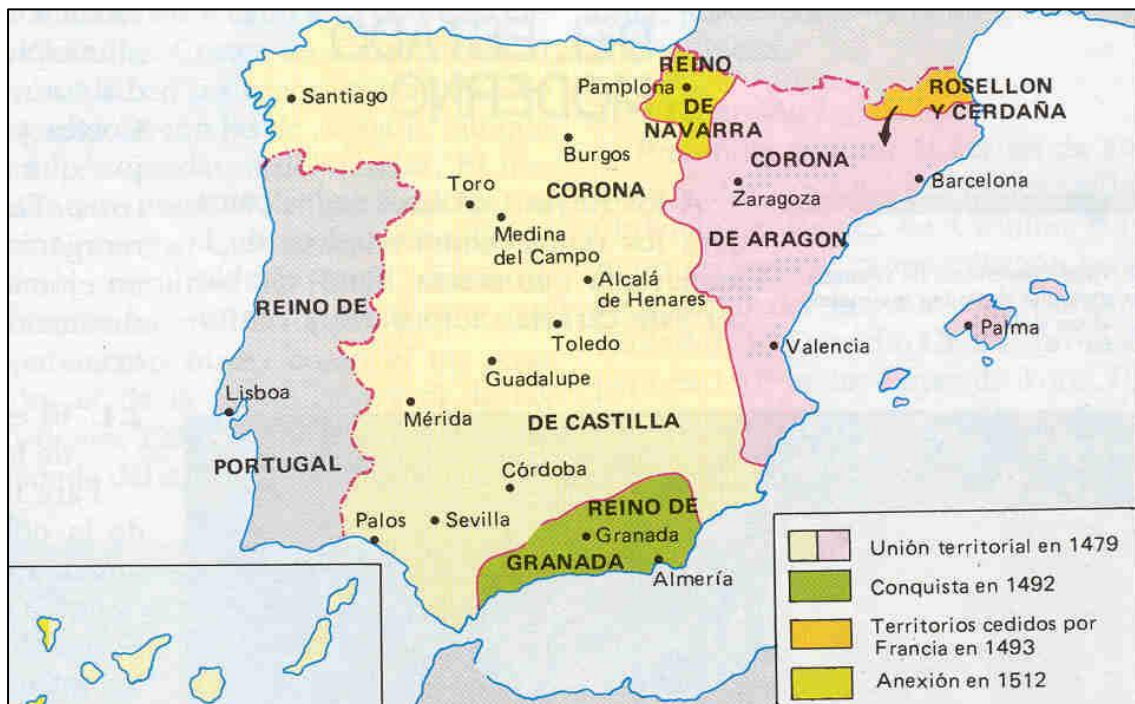 REINO
Pamplona
DE
NAVARRA
ROSELLON
Y CERDAÑA
Santiago
Burgos
CORONA
Zaragoza
Barcelona
Toro
CORONA
Medina
del Campo
DE ARAGON
Alcalá
de Henares
REINO DE
Toledo
Palma
Valencia
Guadalupe
Lisboa
Mérida
DE CASTILLA
PORTUGAL
Córdoba
REINO DE
Palos
Sevilla
Granada
GRANADA
Almería
Unión territorial en 1479
Conquista en 1492
Territorios cedidos por
Francia en 1493
Anexión en 1512